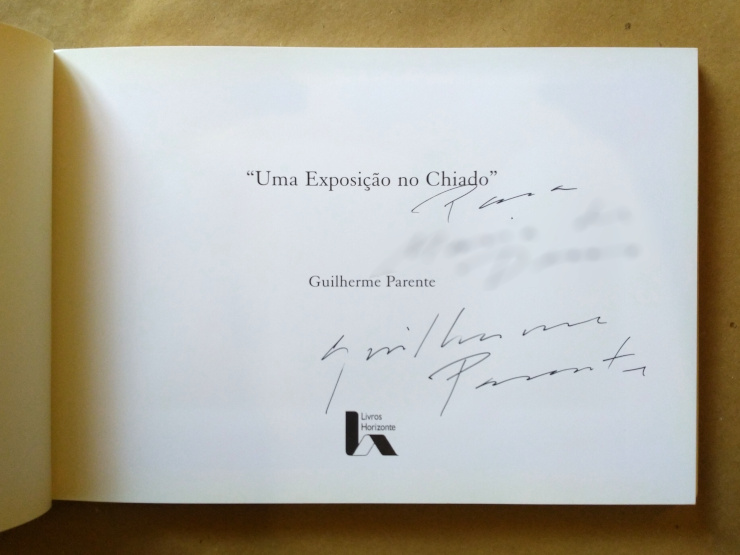 “Uma Exposição no Chiado”
Para
Guilherme Parente
Guilherme
Parente
Livros
Horizonte